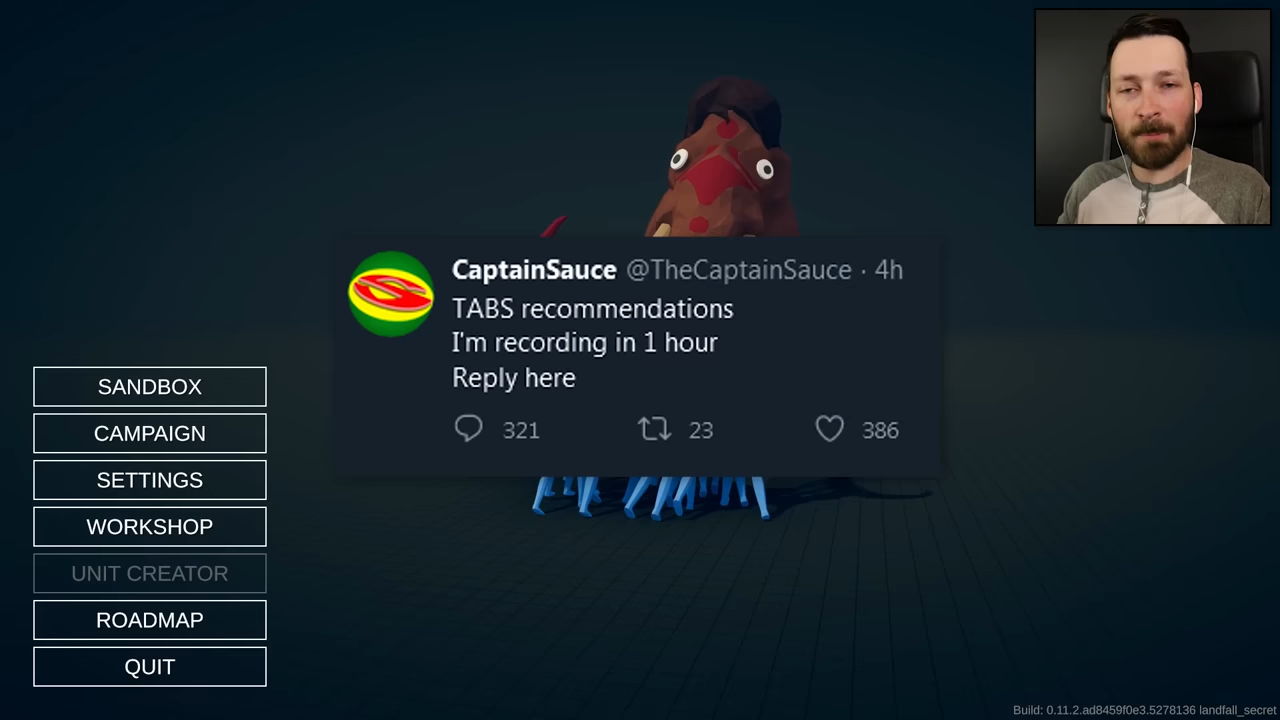 CaptainSauce @TheCaptainSauce · 4h
TABS recommendations
I'm recording in 1 hour
Reply here
321 23 386
SANDBOX
CAMPAIGN
SETTINGS
WORKSHOP
UNIT CREATOR
ROADMAP
QUIT
Build: 0.11.2.ad8459f0e3.5278136 landfall_secret